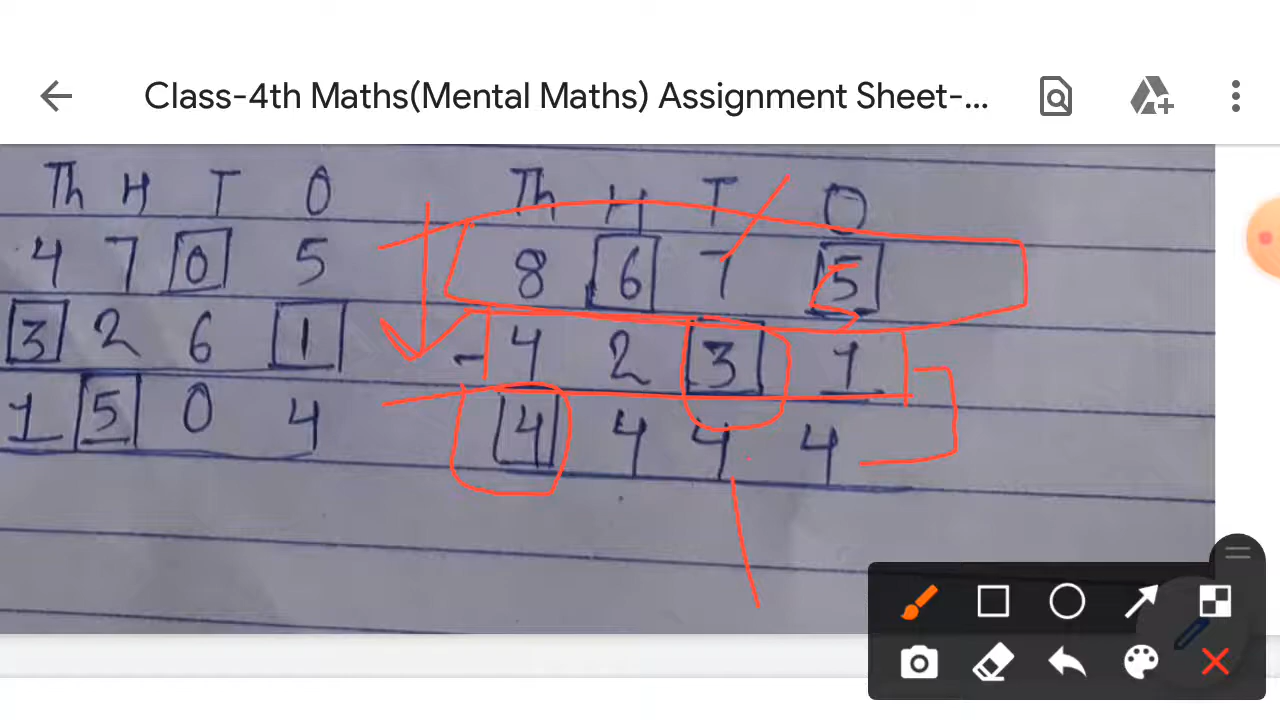 Class-4th Maths(Mental Maths) Assignment Sheet-...
Th H T O Th H T O
4 7 0 5 8 6 7 5
3 2 6 1 - 4 2 3 1
1 5 0 4 4 4 4 4